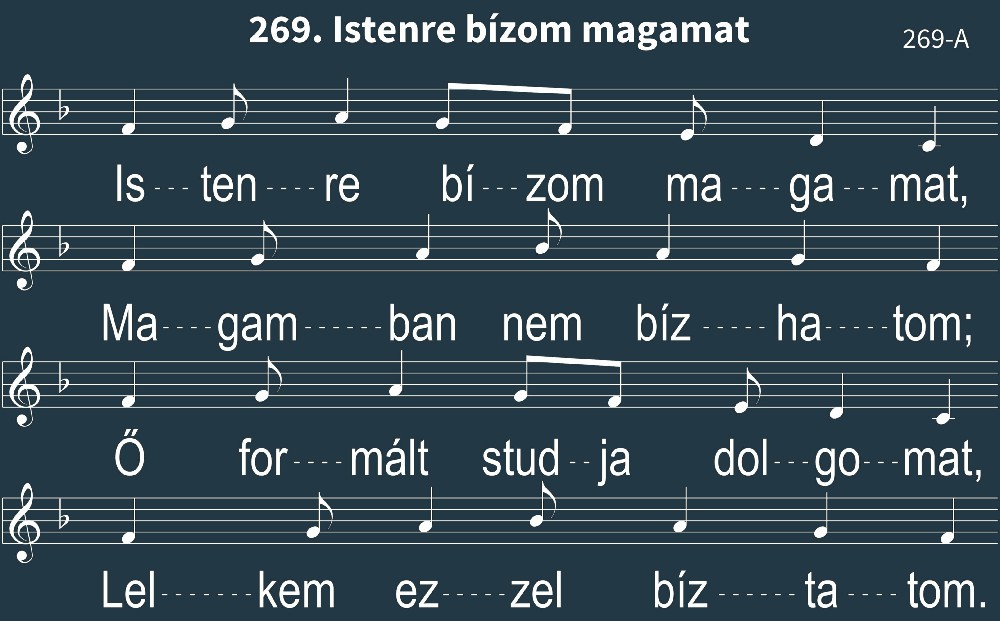 269. Istenre bízom magamat
269-A
Is---ten----re bí---zom ma----ga---mat,
Ma----gam------ban nem bíz-----ha-----tom;
Ő for----mált stud--ja dol---go---mat,
Lel-------kem ez----zel bíz------ta----tom.